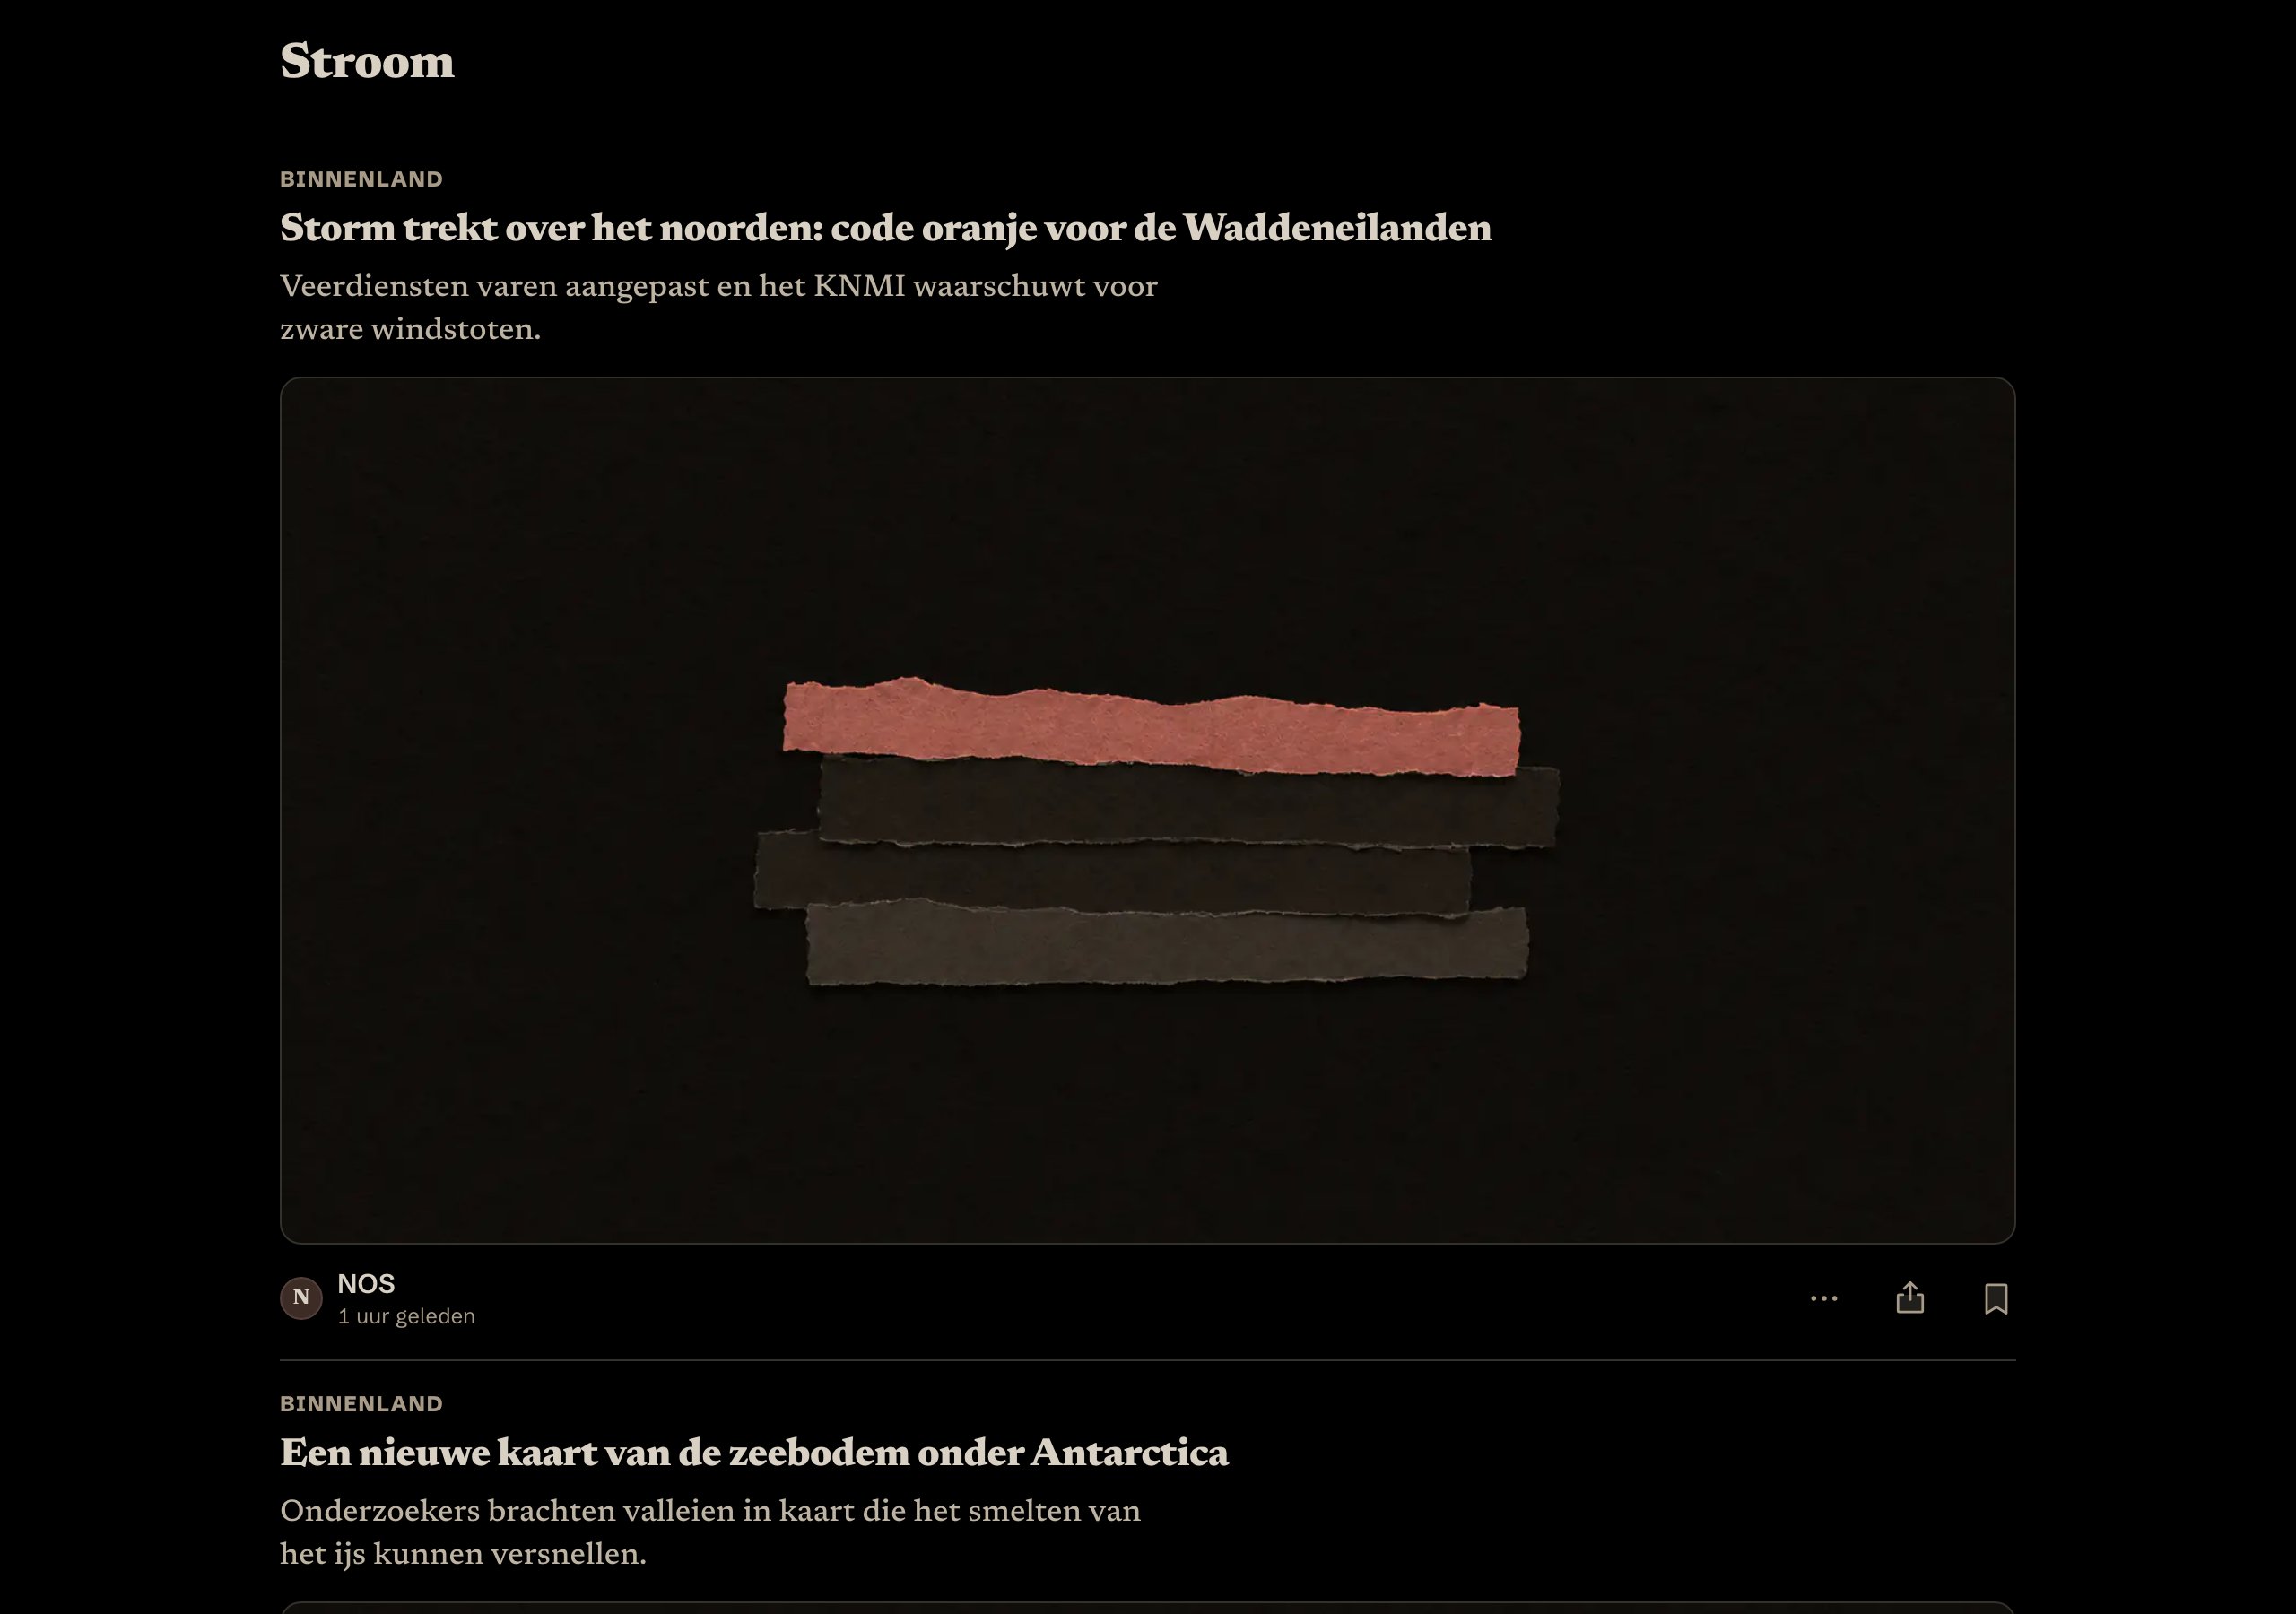 Stroom
BINNENLAND
Storm trekt over het noorden: code oranje voor de Waddeneilanden
Veerdiensten varen aangepast en het KNMI waarschuwt voor
zware windstoten.
N
NOS
1 uur geleden
BINNENLAND
Een nieuwe kaart van de zeebodem onder Antarctica
Onderzoekers brachten valleien in kaart die het smelten van
het ijs kunnen versnellen.